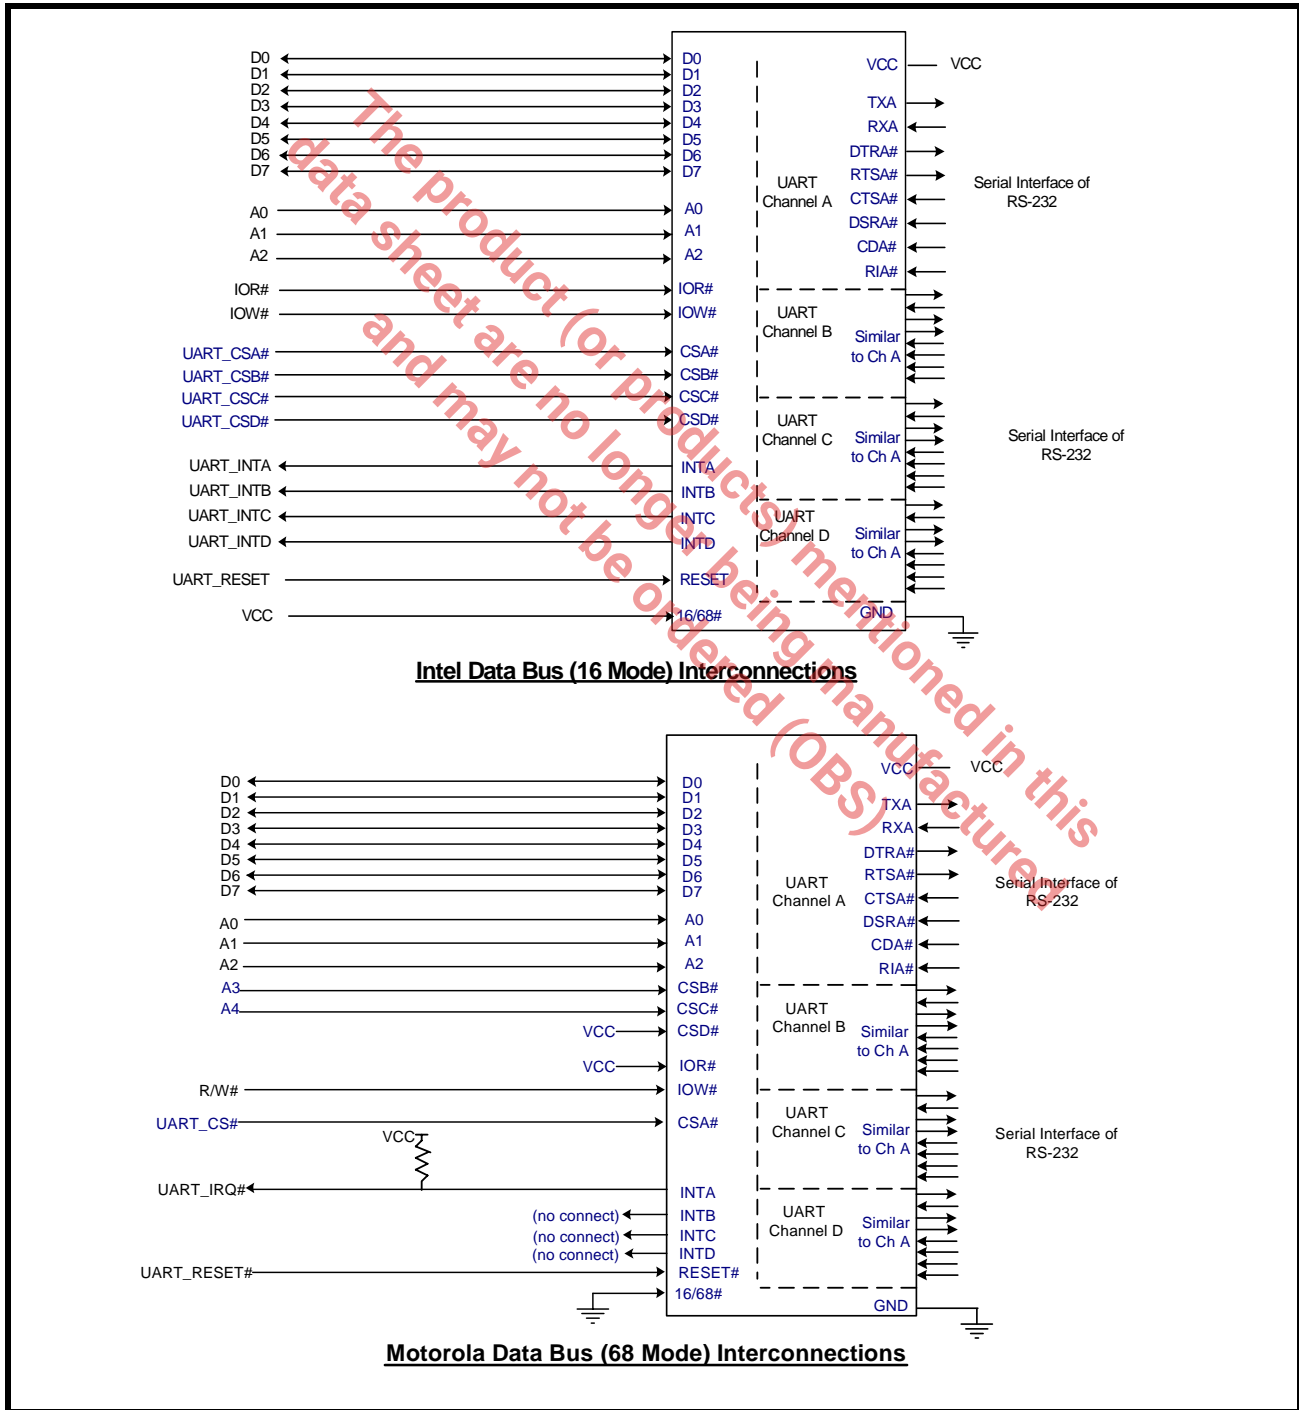 D0 D0 VCC VCC
D1 D1
D2 D2
D3 D3 TXA
D4 D4 RXA
D5 D5
D6 D6 DTRA#
D7 D7 RTSA#
UART
Channel A
Serial Interface of
RS-232
CTSA#
A0 A0
DSRA#
A1 A1
CDA#
A2 A2
RIA#
IOR# IOR#
IOW# IOW#
UART
Channel B
Similar
to Ch A
UART_CSA# CSA#
UART_CSB# CSB#
UART_CSC# CSC#
UART_CSD# CSD#
UART
Channel C
Similar
to Ch A
Serial Interface of
RS-232
UART_INTA INTA
UART_INTB INTB
UART_INTC INTC
UART_INTD INTD
UART
Channel D
Similar
to Ch A
UART_RESET RESET
VCC 16/68# GND
Intel Data Bus (16 Mode) Interconnections
The product (or products) mentioned in this
data sheet are no longer being manufactured
and may not be ordered (OBS)
VCC VCC
D0 D0
D1 D1
D2 D2
D3 D3
D4 D4
D5 D5
D6 D6
D7 D7
TXA
RXA
DTRA#
RTSA#
CTSA#
DSRA#
CDA#
RIA#
UART
Channel A
Serial Interface of
RS-232
A0 A0
A1 A1
A2 A2
A3 CSB#
A4 CSC#
VCC CSD#
VCC IOR#
R/W# IOW#
UART
Channel B
Similar
to Ch A
UART_CS# CSA#
VCC
UART
Channel C
Similar
to Ch A
Serial Interface of
RS-232
UART_IRQ# INTA
(no connect) INTB
(no connect) INTC
(no connect) INTD
UART
Channel D
Similar
to Ch A
UART_RESET# RESET#
16/68#
GND
Motorola Data Bus (68 Mode) Interconnections